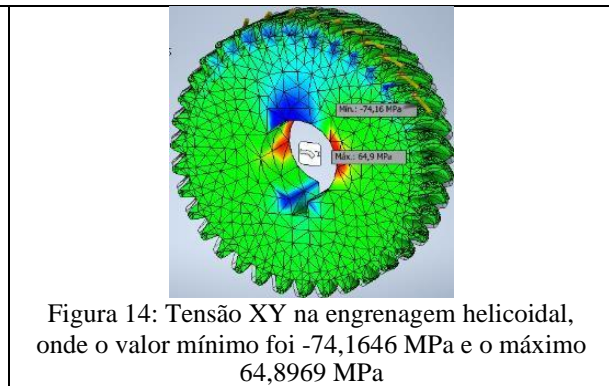 Mín.: -74,16 MPa
Máx.: 64,9 MPa
Figura 14: Tensão XY na engrenagem helicoidal,
onde o valor mínimo foi -74,1646 MPa e o máximo
64,8969 MPa